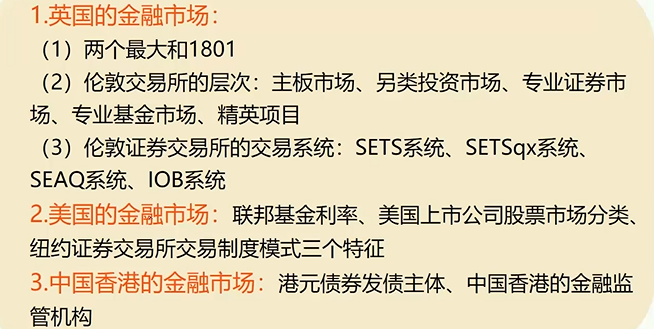 1.英国的金融市场：
（1）两个最大和1801
（2）伦敦交易所的层次：主板市场、另类投资市场、专业证券市
场、专业基金市场、精英项目
（3）伦敦证券交易所的交易系统：SETS系统、SETSqx系统、
SEAQ系统、IOB系统
2.美国的金融市场：联邦基金利率、美国上市公司股票市场分类、
纽约证券交易所交易制度模式三个特征
3.中国香港的金融市场：港元债券发债主体、中国香港的金融监
管机构